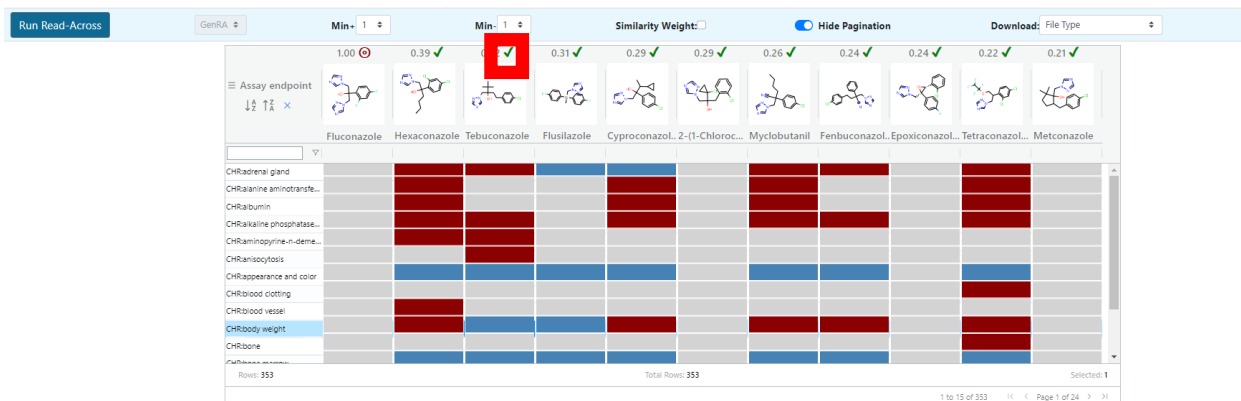 Run Read-Across GenRA Min+ 1 Min- 1 Similarity Weight: Hide Pagination Download: File Type
1.00 0.39 0.31 0.29 0.29 0.26 0.24 0.24 0.22 0.21
Assay endpoint
Fluconazole Hexaconazole Tebuconazole Flusilazole Cyproconazol... 2-(1-Chloroc... Myclobutanil Fenbuconazol... Epoxiconazol... Tetraconazol... Metconazole
CHR:adrenal gland
CHR:alanine aminotransfe...
CHR:albumin
CHR:alkaline phosphatase...
CHR:aminopyrine-n-deme...
CHR:anisocytosis
CHR:appearance and color
CHR:blood clotting
CHR:blood vessel
CHR:body weight
CHR:bone
CHR:bone marrow
Rows: 353 Total Rows: 353 Selected: 1
1 to 15 of 353 Page 1 of 24